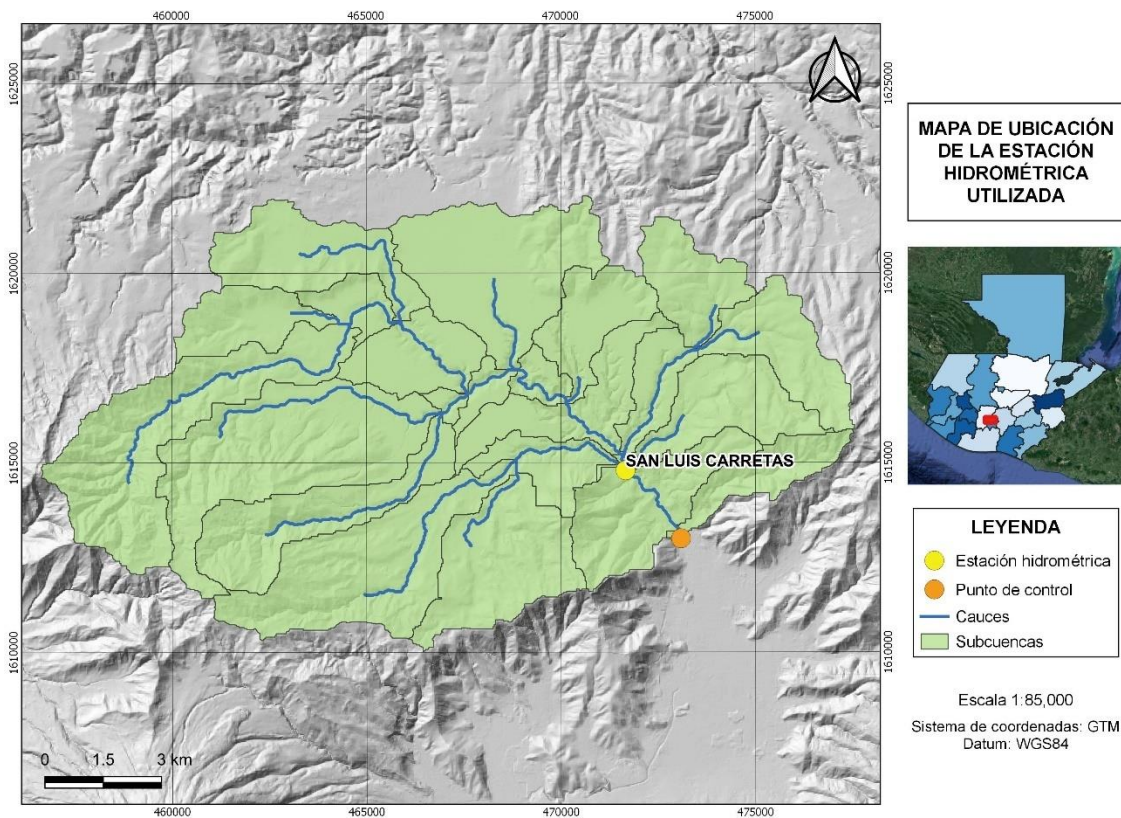 460000 465000 470000 475000
1625000 1625000
1620000 1620000
1615000 1615000
1610000 1610000
SAN LUIS CARRETAS
0 1.5 3 km
460000 465000 470000 475000
MAPA DE UBICACIÓN
DE LA ESTACIÓN
HIDROMÉTRICA
UTILIZADA
LEYENDA
Estación hidrométrica
Punto de control
Cauces
Subcuencas
Escala 1:85,000
Sistema de coordenadas: GTM
Datum: WGS84